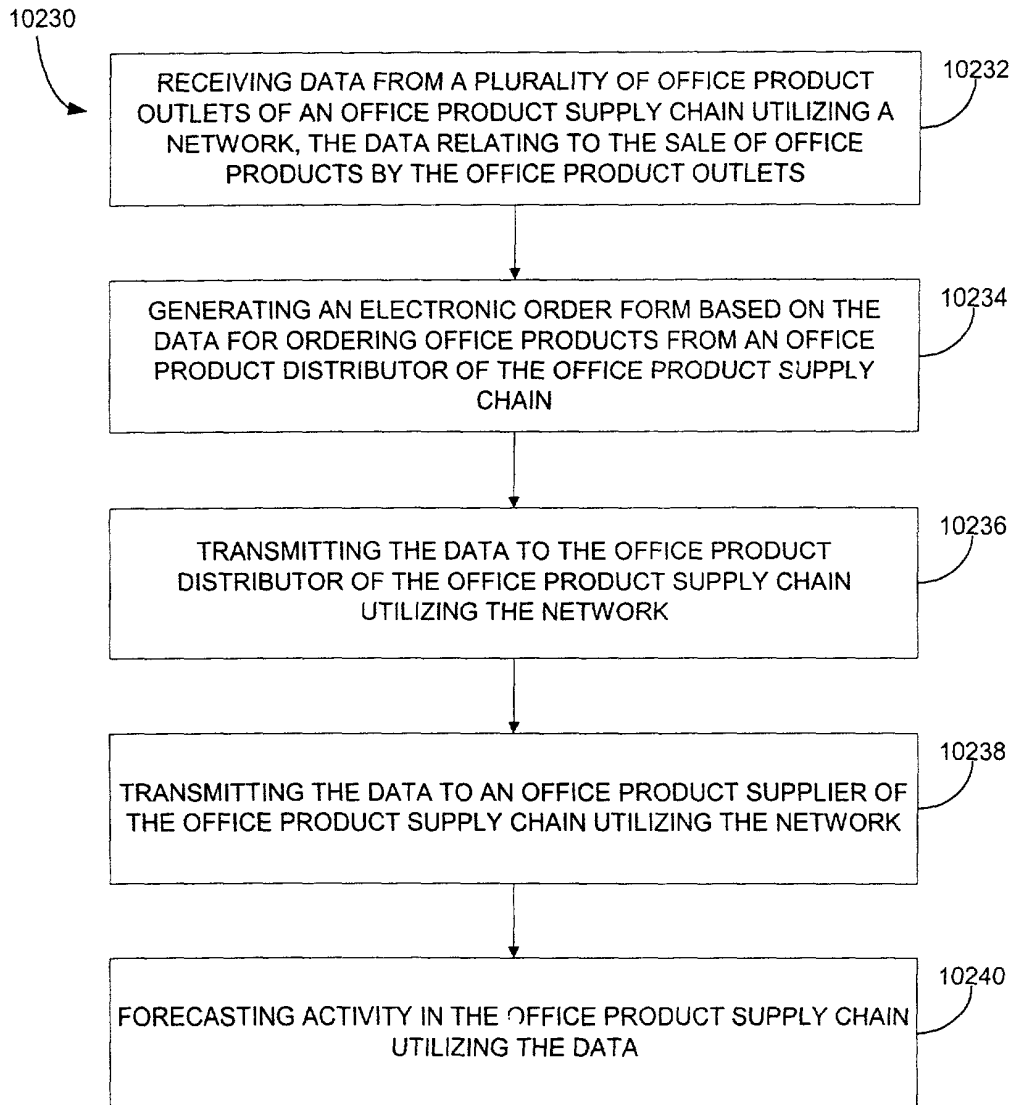 10230
RECEIVING DATA FROM A PLURALITY OF OFFICE PRODUCT
OUTLETS OF AN OFFICE PRODUCT SUPPLY CHAIN UTILIZING A
NETWORK, THE DATA RELATING TO THE SALE OF OFFICE
PRODUCTS BY THE OFFICE PRODUCT OUTLETS
10232
GENERATING AN ELECTRONIC ORDER FORM BASED ON THE
DATA FOR ORDERING OFFICE PRODUCTS FROM AN OFFICE
PRODUCT DISTRIBUTOR OF THE OFFICE PRODUCT SUPPLY
CHAIN
10234
TRANSMITTING THE DATA TO THE OFFICE PRODUCT
DISTRIBUTOR OF THE OFFICE PRODUCT SUPPLY CHAIN
UTILIZING THE NETWORK
10236
TRANSMITTING THE DATA TO AN OFFICE PRODUCT SUPPLIER OF
THE OFFICE PRODUCT SUPPLY CHAIN UTILIZING THE NETWORK
10238
FORECASTING ACTIVITY IN THE OFFICE PRODUCT SUPPLY CHAIN
UTILIZING THE DATA
10240